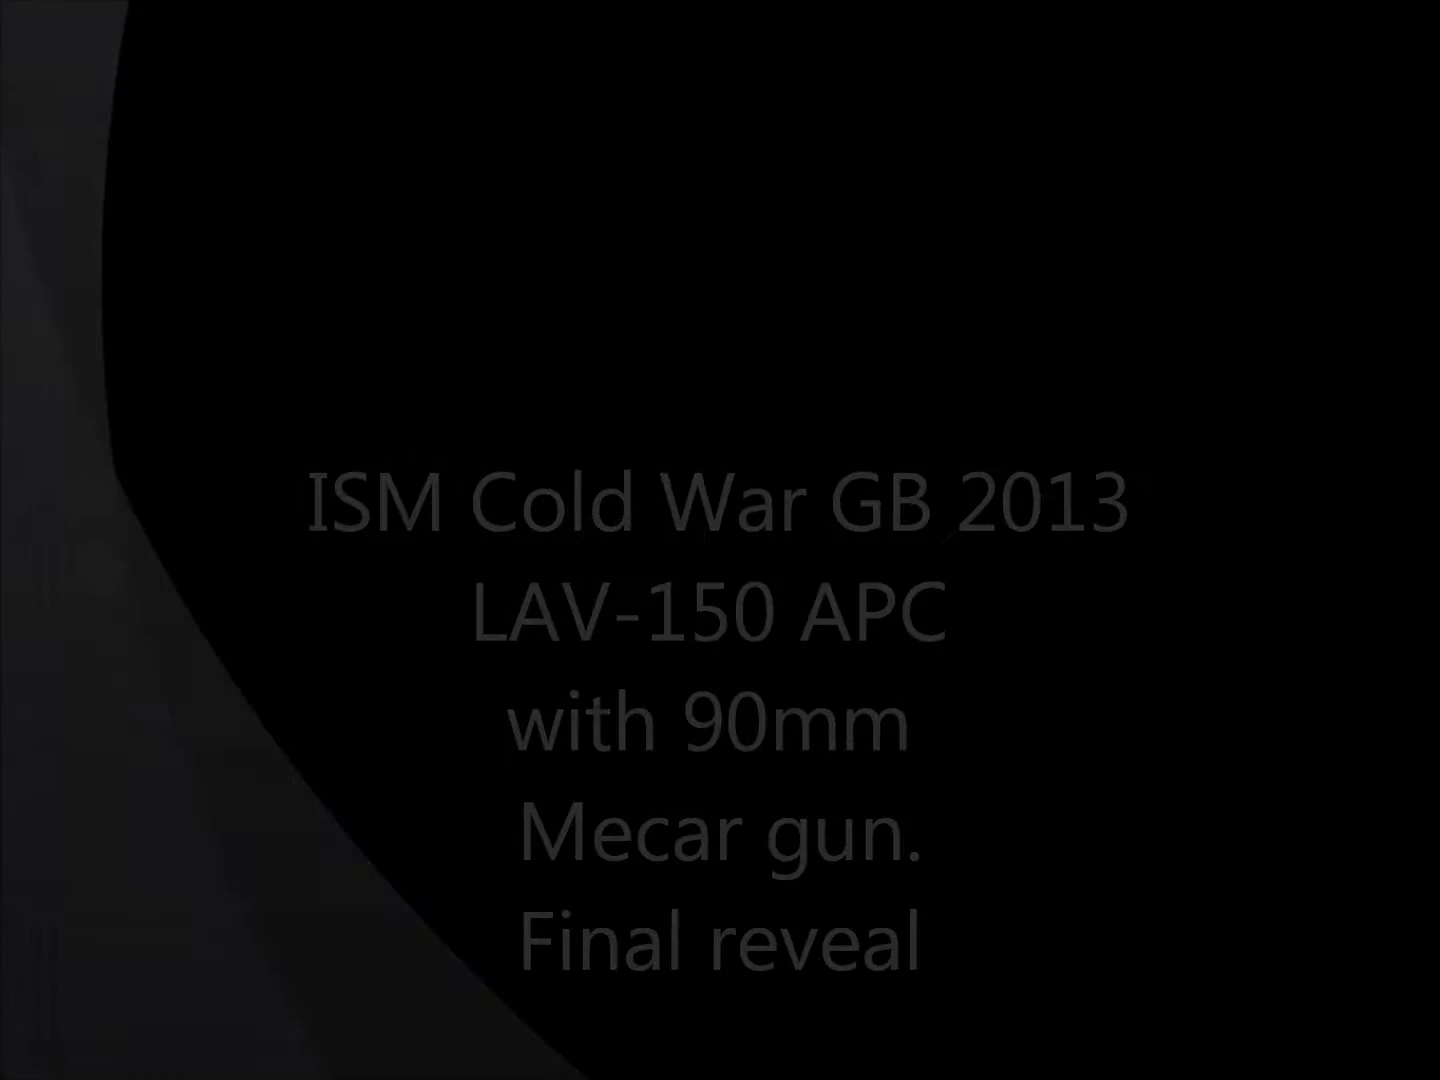 ISM Cold War GB 2013
LAV-150 APC
with 90mm
Mecar gun.
Final reveal